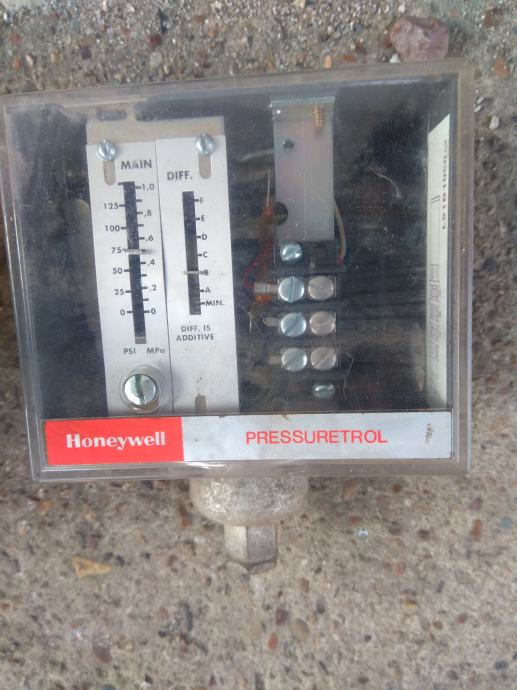 MAIN
DIFF.
1,0
125
,8
100
,6
75
,4
50
,2
25
0
0
PSI MPa
F
E
D
C
B
A
MIN.
DIFF. IS
ADDITIVE
Honeywell
PRESSURETROL